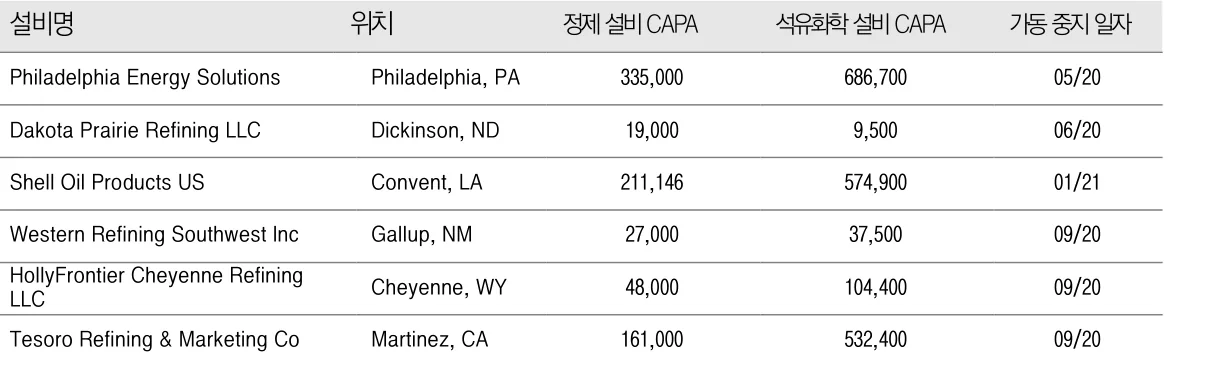 설비명 위치 정제 설비 CAPA 석유화학 설비 CAPA 가동 중지 일자
Philadelphia Energy Solutions Philadelphia, PA 335,000 686,700 05/20
Dakota Prairie Refining LLC Dickinson, ND 19,000 9,500 06/20
Shell Oil Products US Convent, LA 211,146 574,900 01/21
Western Refining Southwest Inc Gallup, NM 27,000 37,500 09/20
HollyFrontier Cheyenne Refining
LLC Cheyenne, WY 48,000 104,400 09/20
Tesoro Refining & Marketing Co Martinez, CA 161,000 532,400 09/20